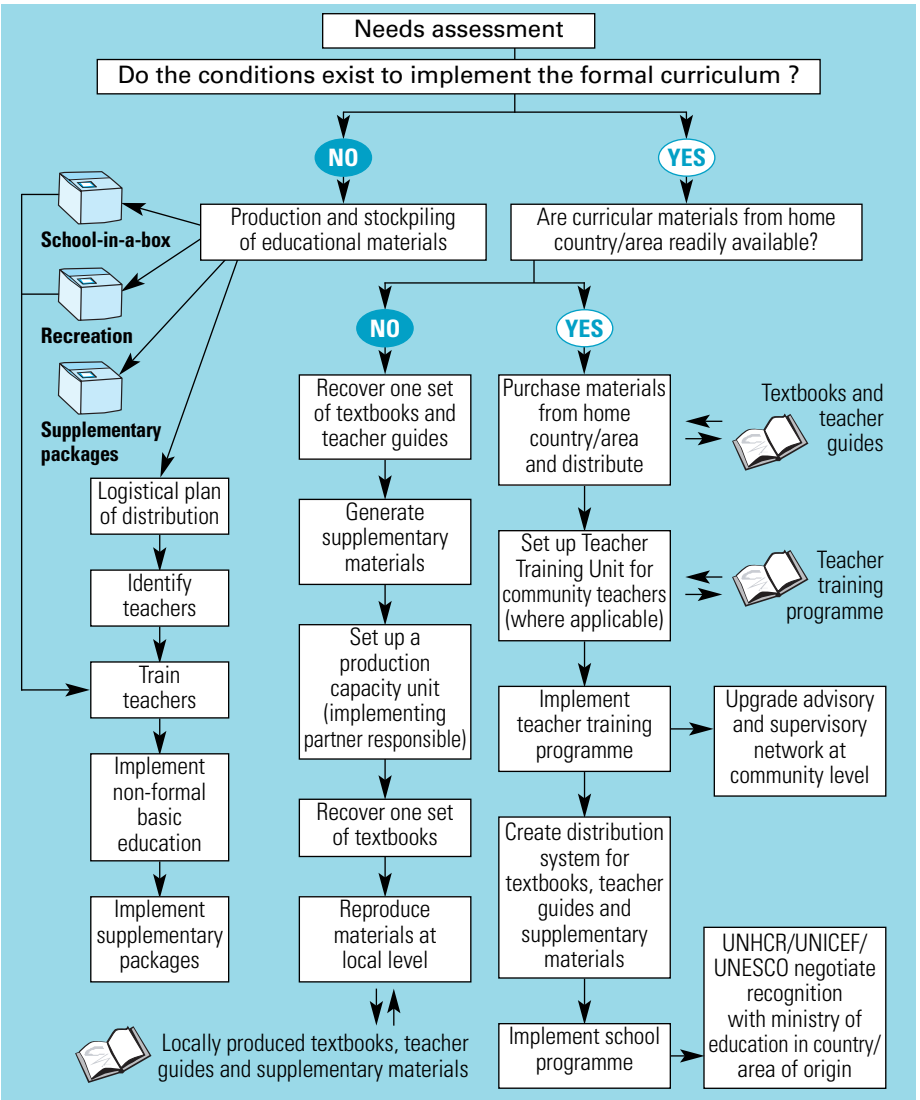 Needs assessment
Do the conditions exist to implement the formal curriculum ?
NO
YES
School-in-a-box
Recreation
Supplementary
packages
Production and stockpiling
of educational materials
Are curricular materials from home
country/area readily available?
NO
YES
Logistical plan
of distribution
Identify
teachers
Train
teachers
Implement
non-formal
basic
education
Implement
supplementary
packages
Recover one set
of textbooks and
teacher guides
Generate
supplementary
materials
Set up a
production
capacity unit
(implementing
partner responsible)
Recover one set
of textbooks
Reproduce
materials at
local level
Locally produced textbooks, teacher
guides and supplementary materials
Purchase materials
from home
country/area
and distribute
Textbooks and
teacher
guides
Set up Teacher
Training Unit for
community teachers
(where applicable)
Teacher
training
programme
Implement
teacher training
programme
Upgrade advisory
and supervisory
network at
community level
Create distribution
system for
textbooks, teacher
guides and
supplementary
materials
Implement school
programme
UNHCR/UNICEF/
UNESCO negotiate
recognition
with ministry of
education in country/
area of origin